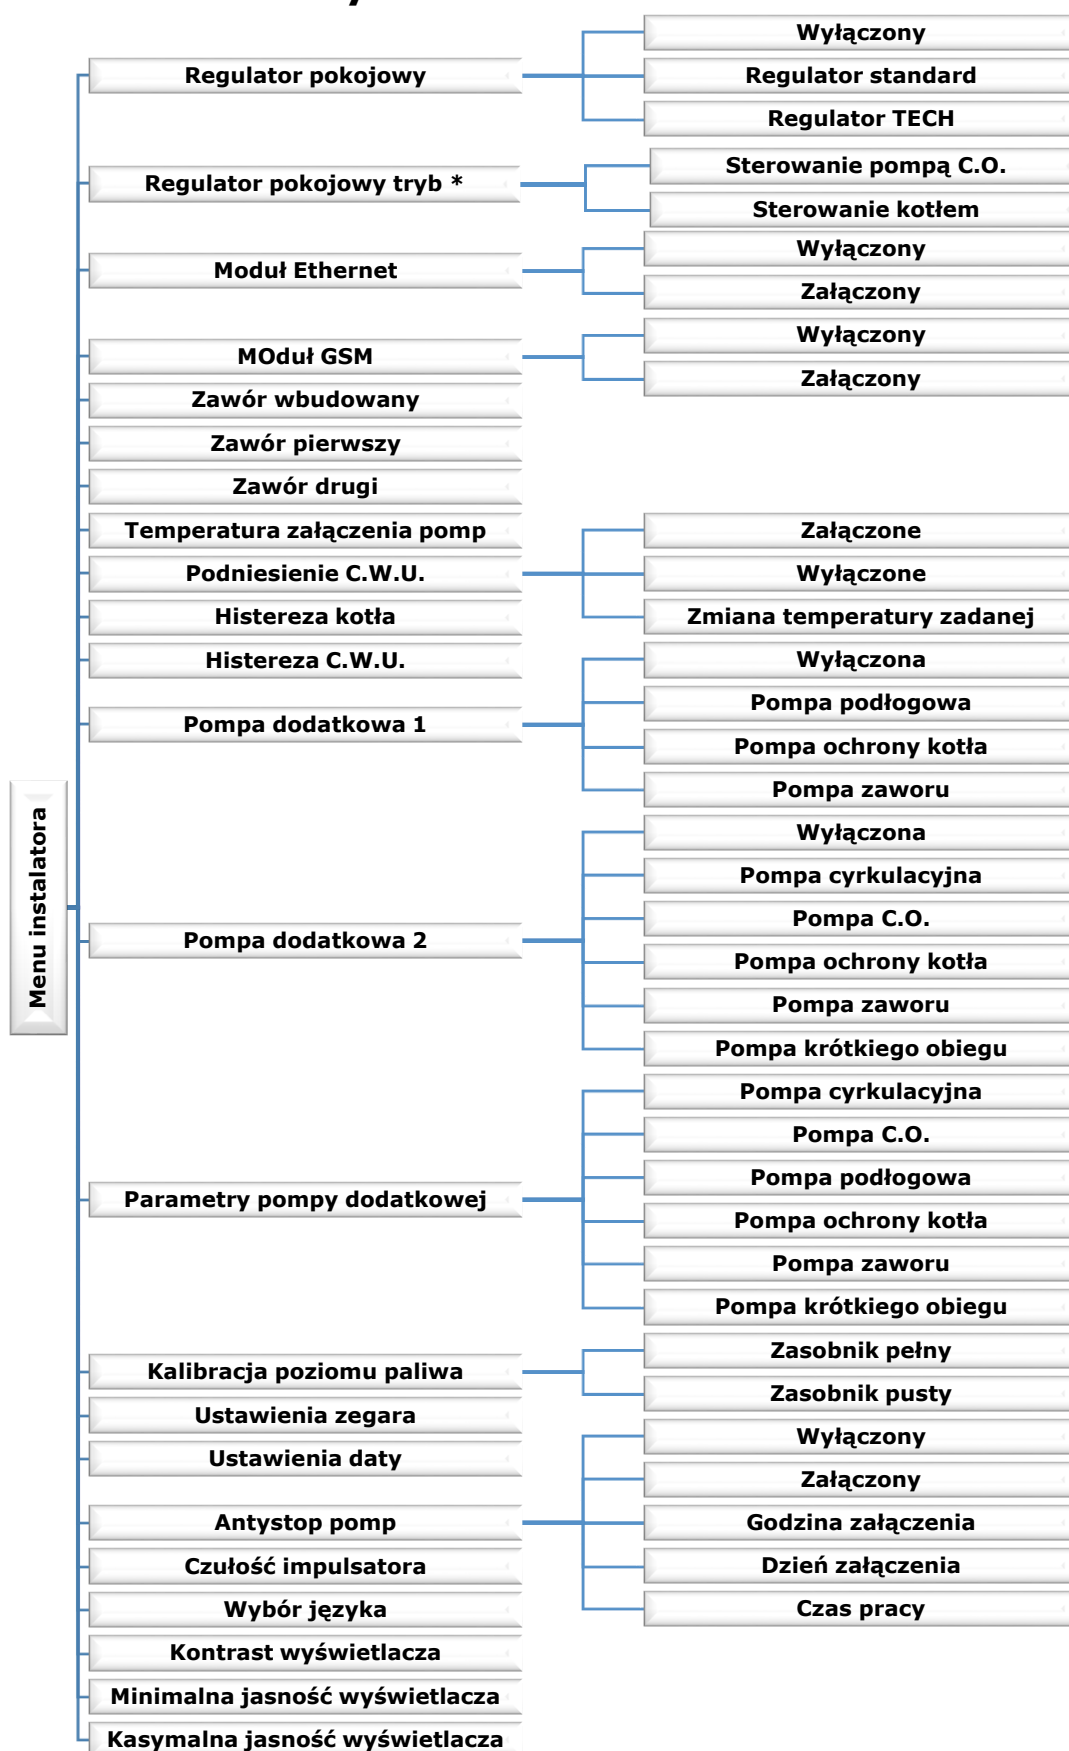 Menu instalatora
Regulator pokojowy
Wyłączony
Regulator standard
Regulator TECH
Regulator pokojowy tryb *
Sterowanie pompą C.O.
Sterowanie kotłem
Moduł Ethernet
Wyłączony
Załączony
MOduł GSM
Wyłączony
Załączony
Zawór wbudowany
Zawór pierwszy
Zawór drugi
Temperatura załączenia pomp
Podniesienie C.W.U.
Załączone
Wyłączone
Zmiana temperatury zadanej
Histereza kotła
Histereza C.W.U.
Pompa dodatkowa 1
Wyłączona
Pompa podłogowa
Pompa ochrony kotła
Pompa zaworu
Pompa dodatkowa 2
Wyłączona
Pompa cyrkulacyjna
Pompa C.O.
Pompa ochrony kotła
Pompa zaworu
Pompa krótkiego obiegu
Parametry pompy dodatkowej
Pompa cyrkulacyjna
Pompa C.O.
Pompa podłogowa
Pompa ochrony kotła
Pompa zaworu
Pompa krótkiego obiegu
Kalibracja poziomu paliwa
Zasobnik pełny
Zasobnik pusty
Ustawienia zegara
Ustawienia daty
Antystop pomp
Wyłączony
Załączony
Godzina załączenia
Dzień załączenia
Czas pracy
Czułość impulsatora
Wybór języka
Kontrast wyświetlacza
Minimalna jasność wyświetlacza
Kasymalna jasność wyświetlacza